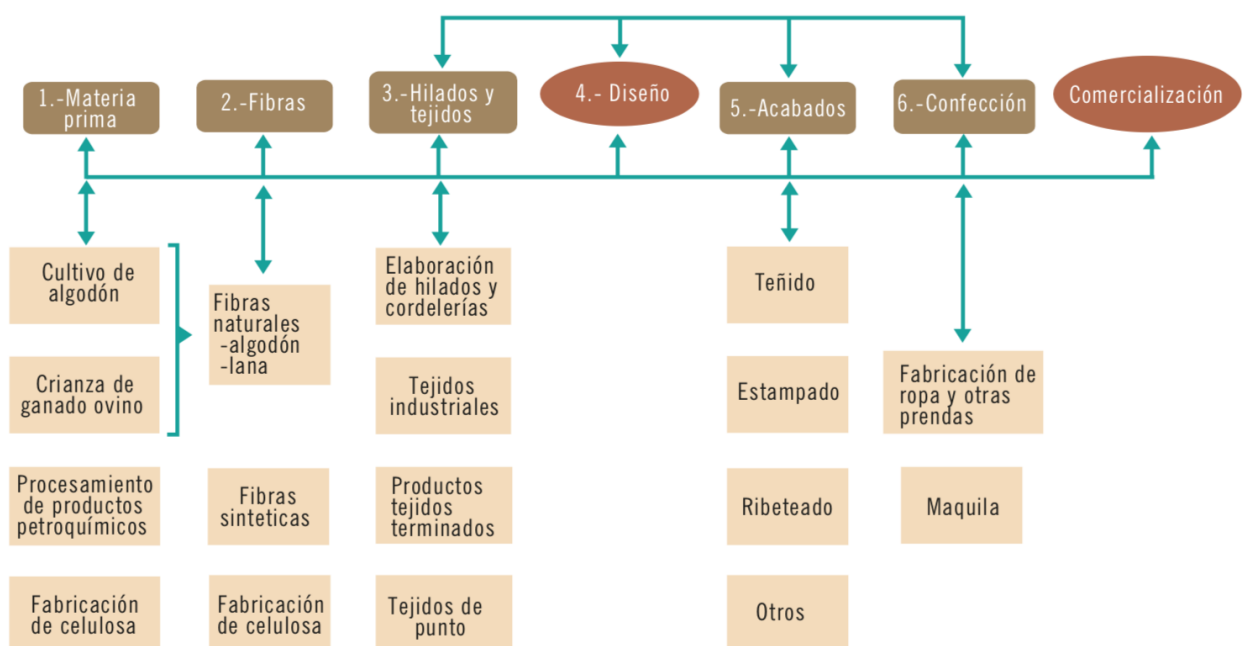 1.-Materia
prima
2.-Fibras
3.-Hilados y
tejidos
4.- Diseño
5.-Acabados
6.-Confección
Comercialización
Cultivo de
algodón
Crianza de
ganado ovino
Procesamiento
de productos
petroquímicos
Fabricación
de celulosa
Fibras
naturales
-algodón
-lana
Fibras
sinteticas
Fabricación
de celulosa
Elaboración
de hilados y
cordelerías
Tejidos
industriales
Productos
tejidos
terminados
Tejidos de
punto
Teñido
Estampado
Ribeteado
Otros
Fabricación de
ropa y otras
prendas
Maquila